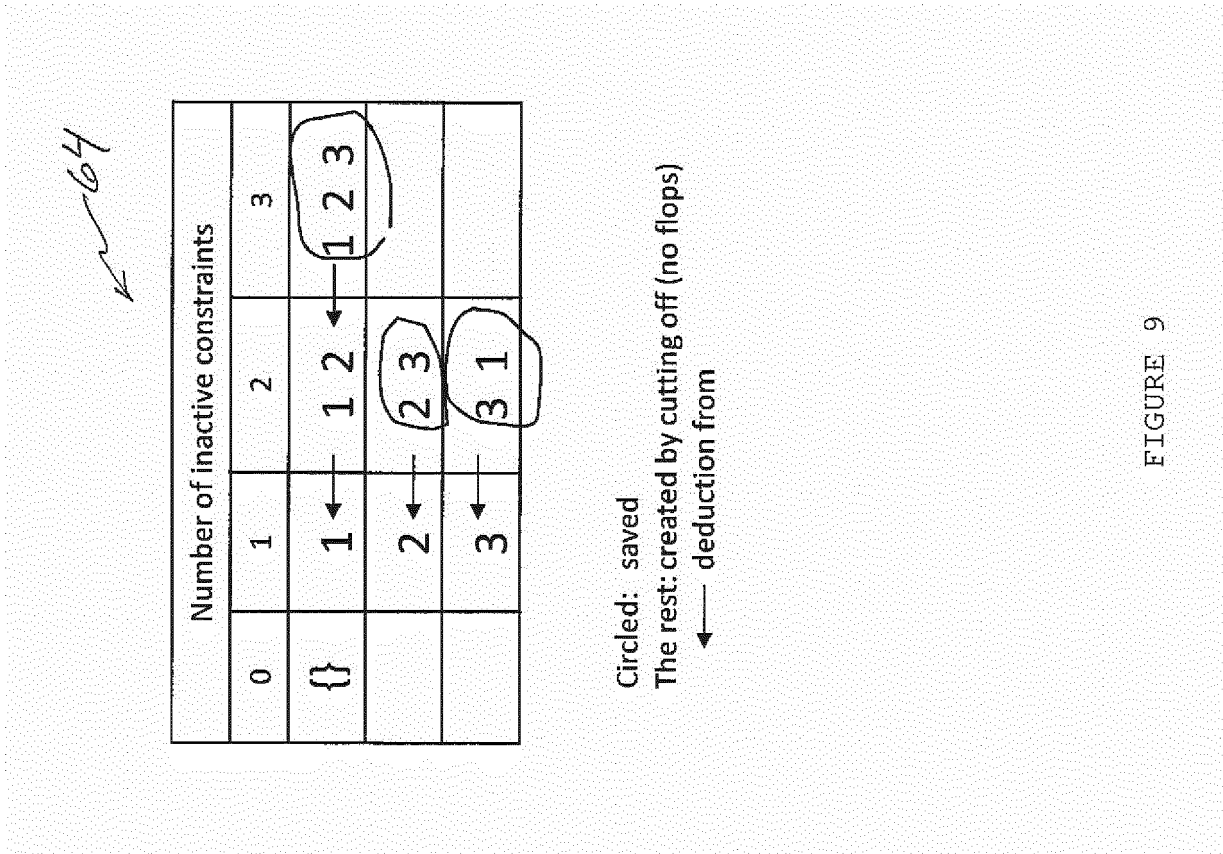 64
Number of inactive constraints
0 1 2 3
{} 1 1 2 1 2 3
2 2 3
3 3 1
Circled: saved
The rest: created by cutting off (no flops)
deduction from
FIGURE 9